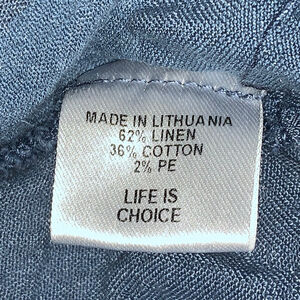 MADE IN LITHUANIA
62% LINEN
36% COTTON
2% PE
LIFE IS
CHOICE